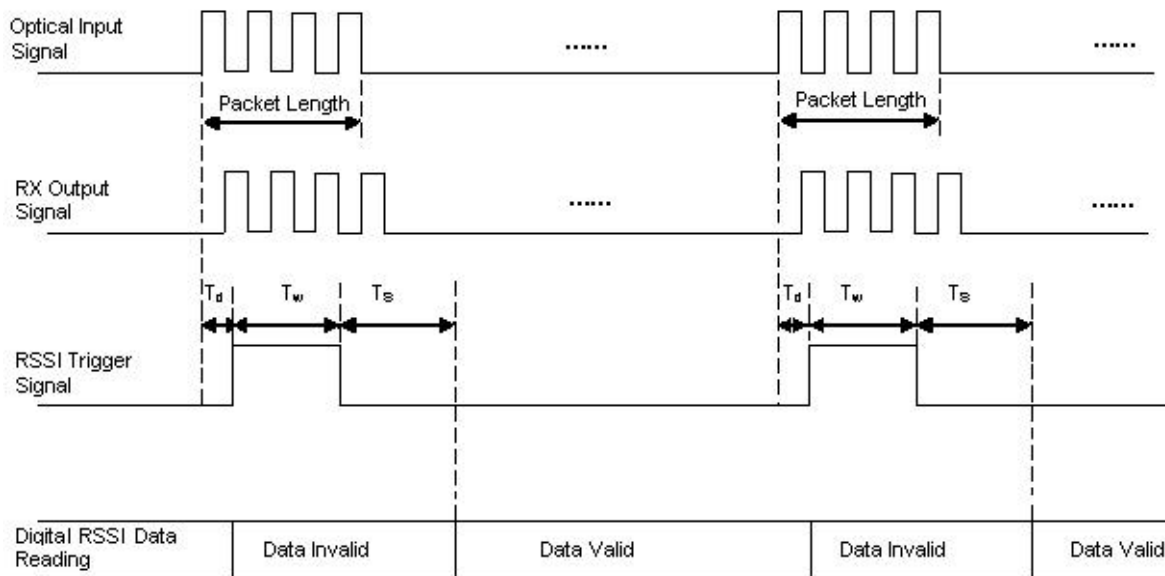 Optical Input
Signal
......
......
Packet Length
Packet Length
RX Output
Signal
......
......
Td
Tw
Ts
Td
Tw
Ts
RSSI Trigger
Signal
Digital RSSI Data
Reading
Data Invalid
Data Valid
Data Invalid
Data Valid